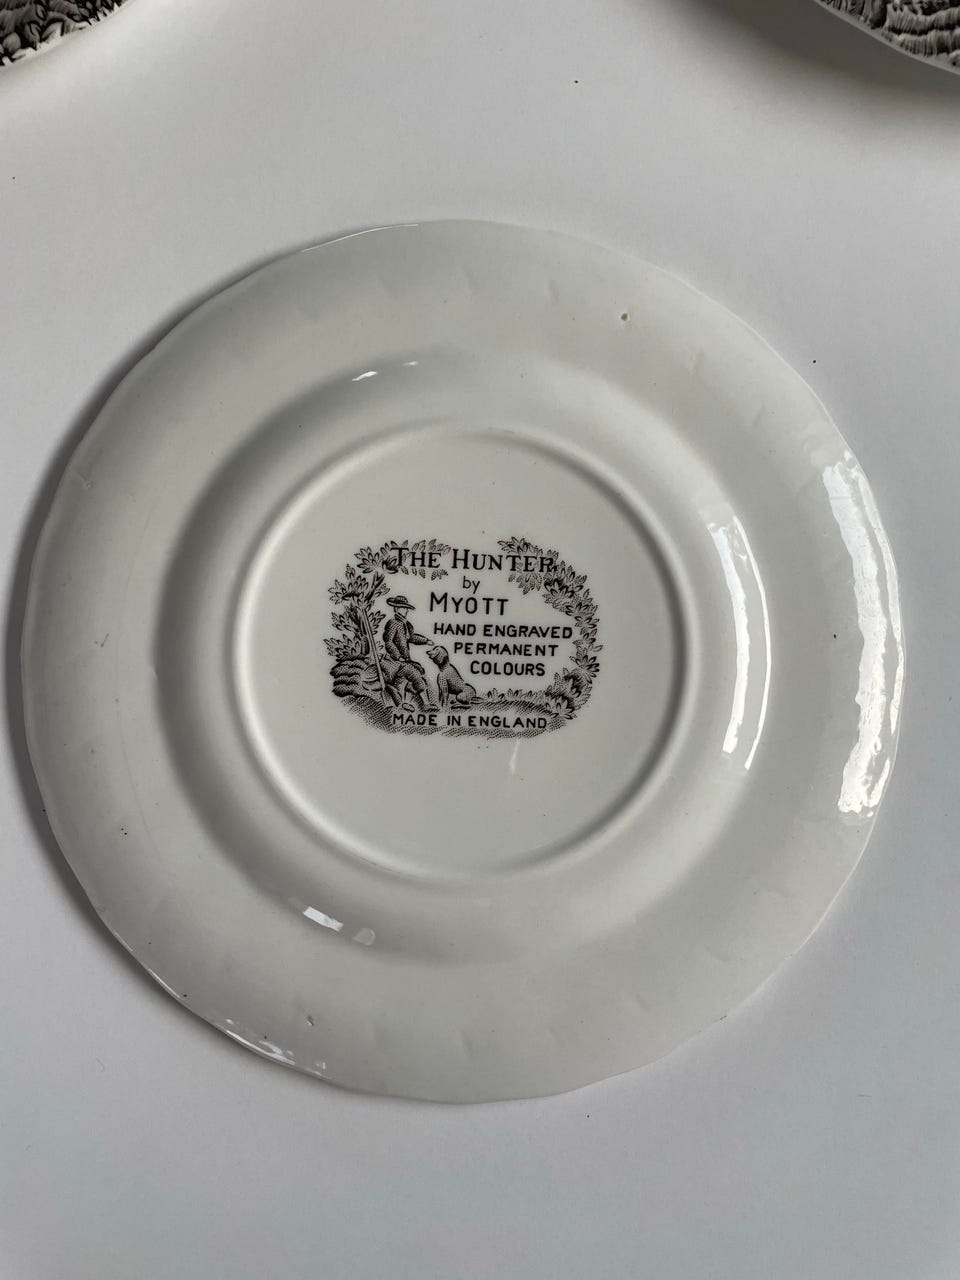 THE HUNTER
by
MYOTT
HAND ENGRAVED
PERMANENT
COLOURS
MADE IN ENGLAND